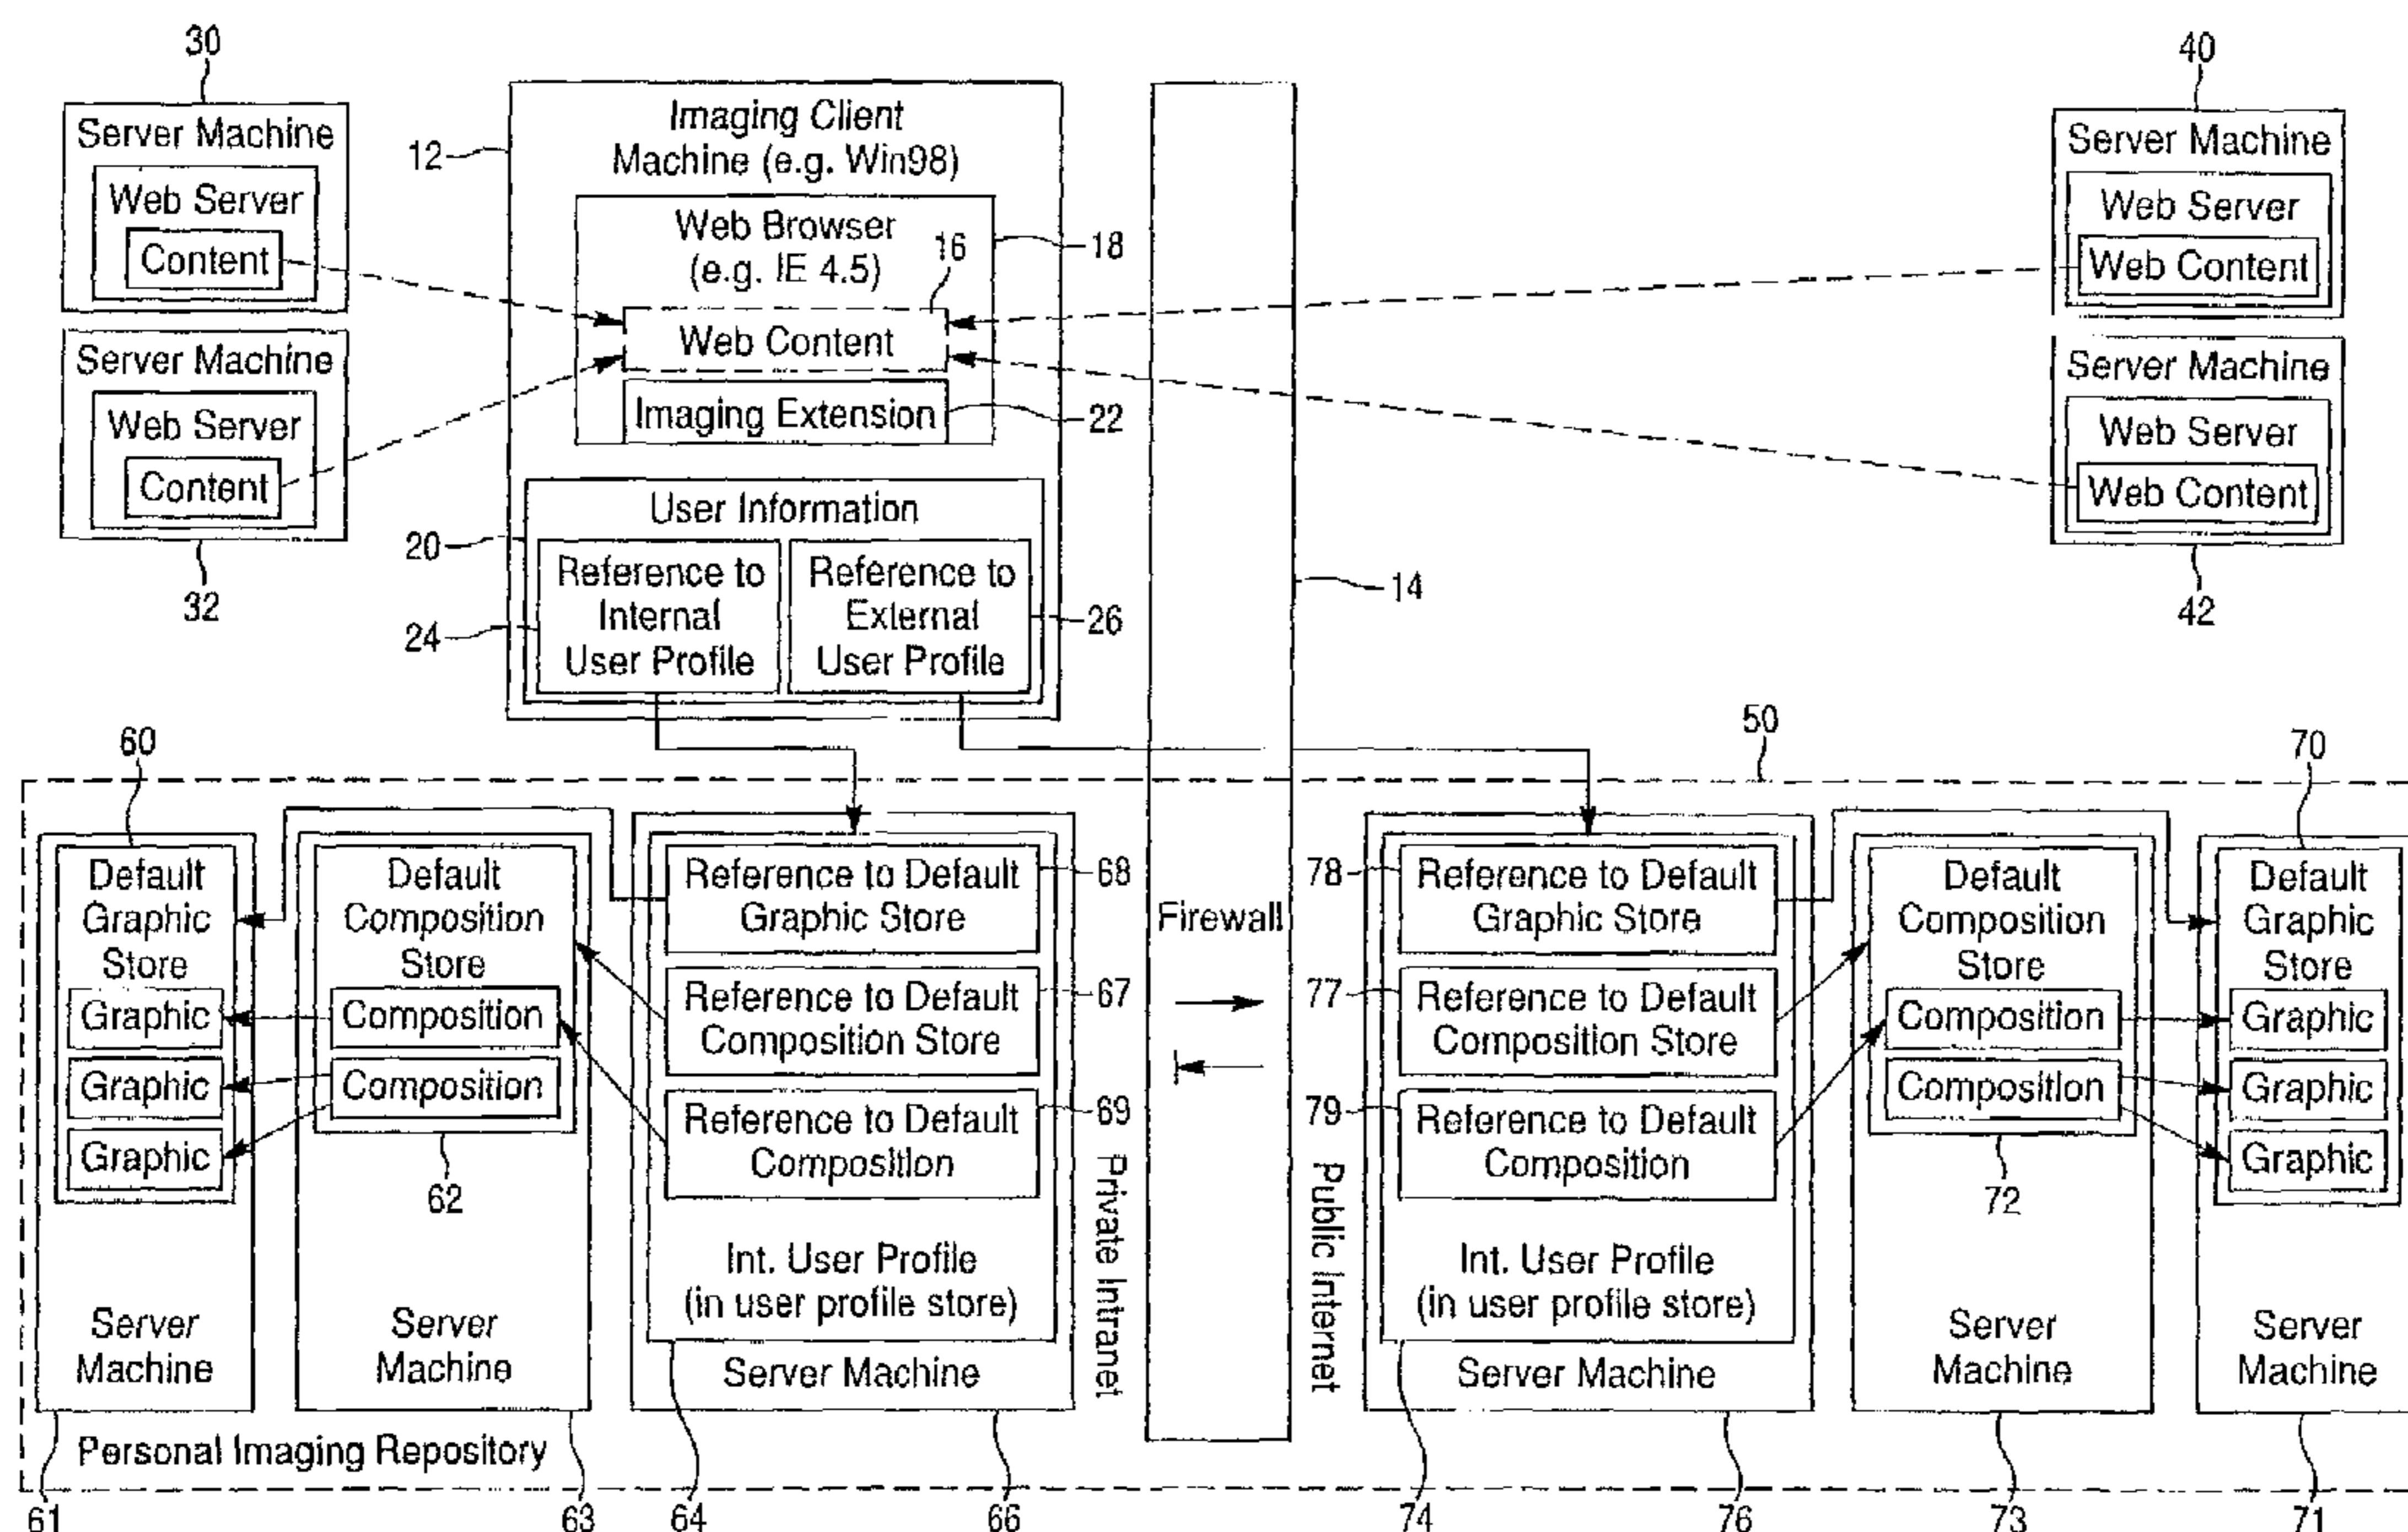 30
Server Machine
Web Server
Content
Server Machine
Web Server
Content
32
12
Imaging Client
Machine (e.g. Win98)
Web Browser
(e.g. IE 4.5)
16
18
Web Content
Imaging Extension
22
User Information
20
Reference to
Internal
User Profile
24
Reference to
External
User Profile
26
14
40
Server Machine
Web Server
Web Content
Server Machine
Web Server
Web Content
42
50
60
Default
Graphic
Store
Graphic
Graphic
Graphic
Server
Machine
61
Default
Composition
Store
Composition
Composition
62
Server
Machine
63
Reference to Default
Graphic Store
68
Reference to Default
Composition Store
67
Reference to Default
Composition
69
Int. User Profile
(in user profile store)
Server Machine
64
66
Private Intranet
Firewall
Public Internet
78
Reference to Default
Graphic Store
77
Reference to Default
Composition Store
79
Reference to Default
Composition
Int. User Profile
(in user profile store)
Server Machine
74
76
Default
Composition
Store
Composition
Composition
72
Server
Machine
73
70
Default
Graphic
Store
Graphic
Graphic
Graphic
Server
Machine
71
Personal Imaging Repository